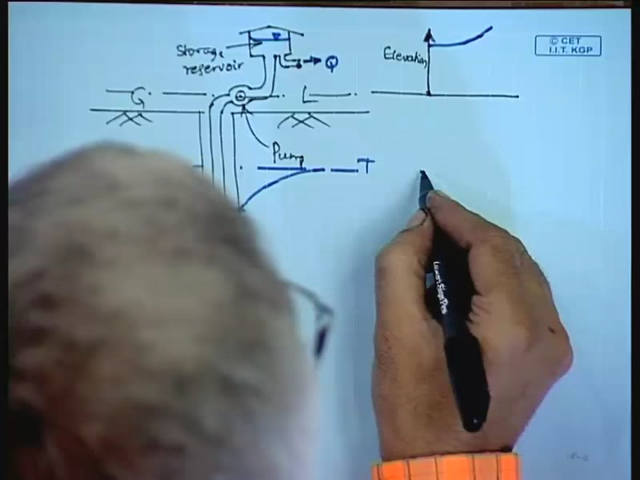 Storage
reservoir
Q
G
L
Pump
T
Elevation
© CET
I.I.T. KGP